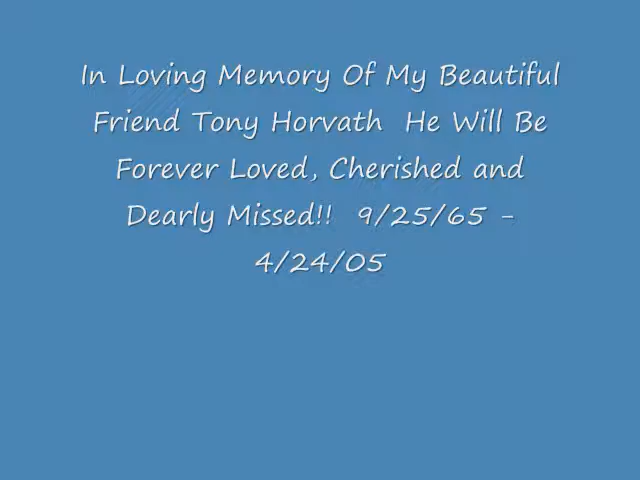 In Loving Memory Of My Beautiful
Friend Tony Horvath  He Will Be
Forever Loved, Cherished and
Dearly Missed!!  9/25/65 -
4/24/05